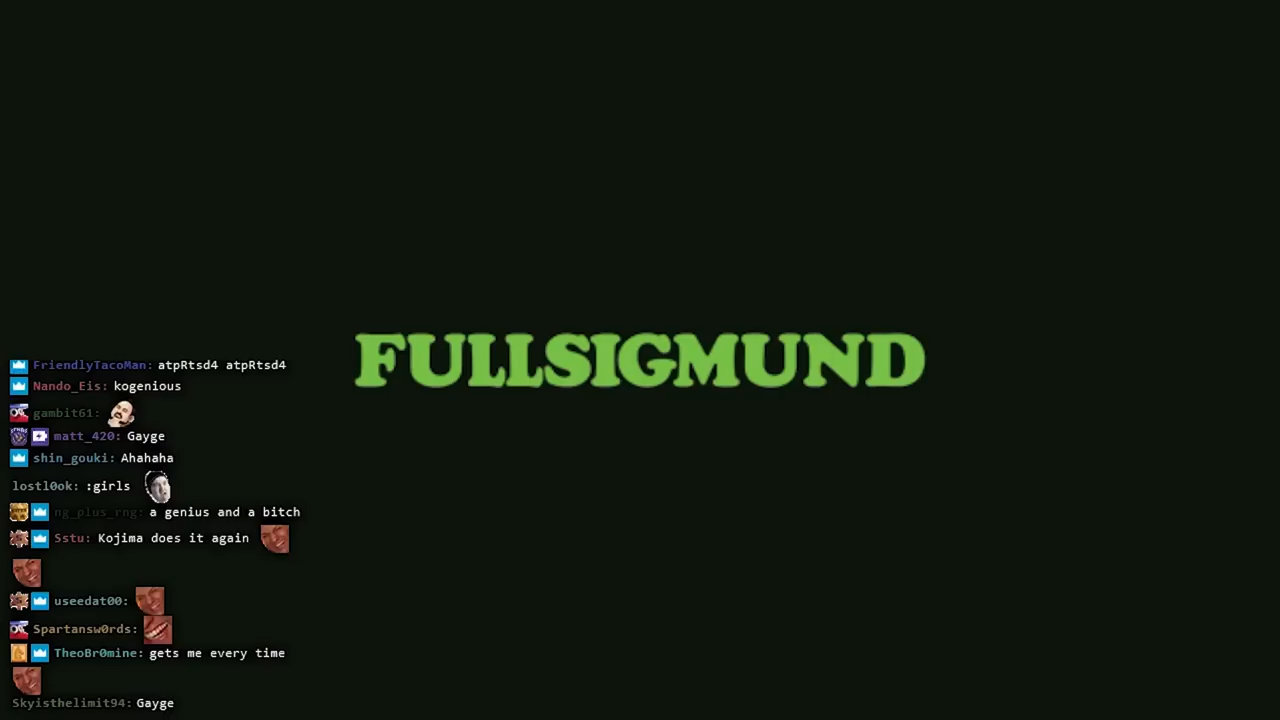 FULLSIGMUND
FriendlyTacoMan: atpRtsd4 atpRtsd4
Nando_Eis: kogenious
gambit61:
matt_420: Gayge
shin_gouki: Ahahaha
lostl0ok: :girls
ng_plus_rng: a genius and a bitch
Sstu: Kojima does it again
useedat00:
Spartansw0rds:
TheoBr0mine: gets me every time
Skyisthelimit94: Gayge